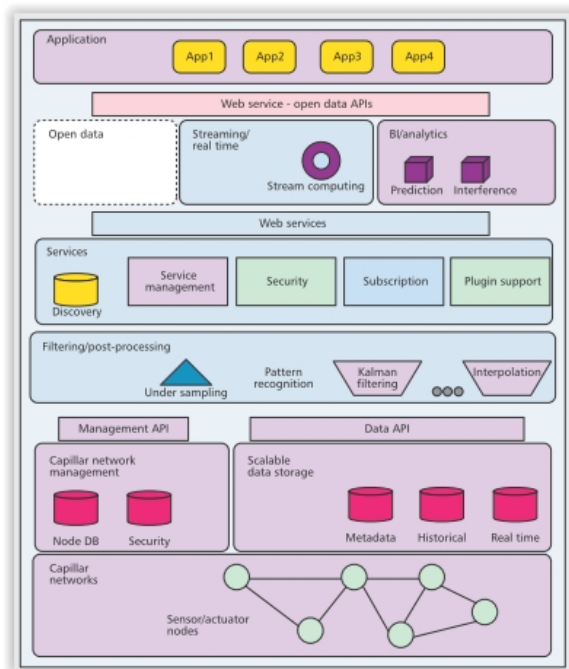 Application
App1
App2
App3
App4
Web service - open data APIs
Open data
Streaming/
real time
Stream computing
BI/analytics
Prediction
Interference
Web services
Services
Discovery
Service
management
Security
Subscription
Plugin support
Filtering/post-processing
Under sampling
Pattern
recognition
Kalman
filtering
Interpolation
Management API
Data API
Capillar network
management
Node DB
Security
Scalable
data storage
Metadata
Historical
Real time
Capillar
networks
Sensor/actuator
nodes